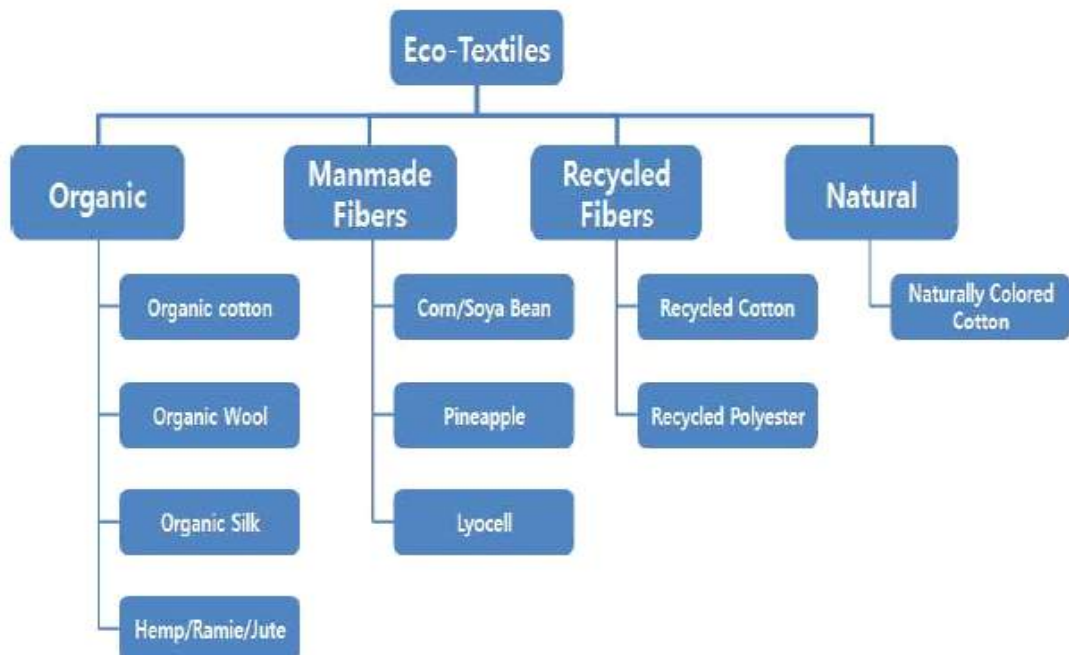 Eco-Textiles
Organic
Manmade
Fibers
Recycled
Fibers
Natural
Organic cotton
Corn/Soya Bean
Recycled Cotton
Naturally Colored
Cotton
Organic Wool
Pineapple
Recycled Polyester
Organic Silk
Lyocell
Hemp/Ramie/Jute